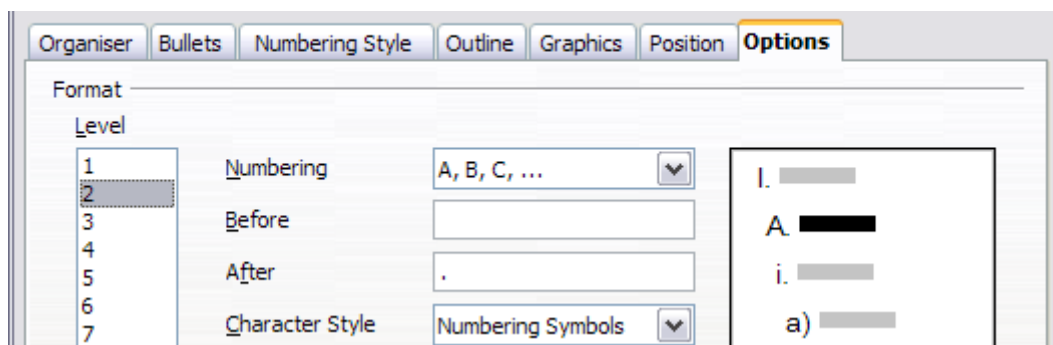 Organiser Bullets Numbering Style Outline Graphics Position Options
Format
Level
1
2
3
4
5
6
7
Numbering A, B, C, ...
Before
After .
Character Style Numbering Symbols
I.
A.
i.
a)